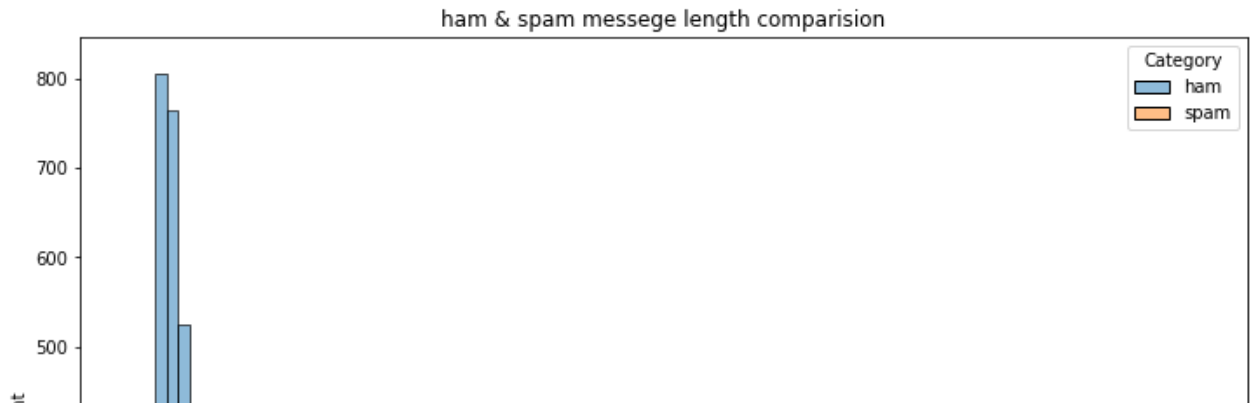 ham & spam messege length comparision
Category
ham
spam
800
700
600
500